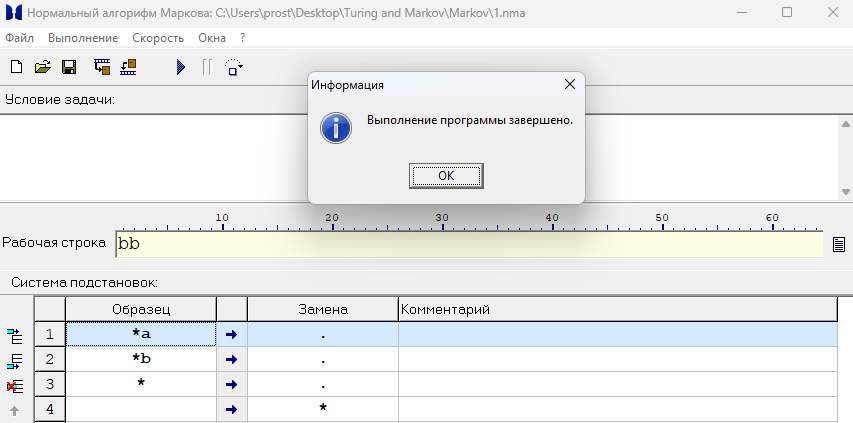 Нормальный алгорифм Маркова: C:\Users\prost\Desktop\Turing and Markov\Markov\1.nma
Файл Выполнение Скорость Окна ?
Информация
Выполнение программы завершено.
OK
Условие задачи:
10 20 30 40 50 60
Рабочая строка bb
Система подстановок:
Образец Замена Комментарий
1 *a → .
2 *b → .
3 * → .
4 → *